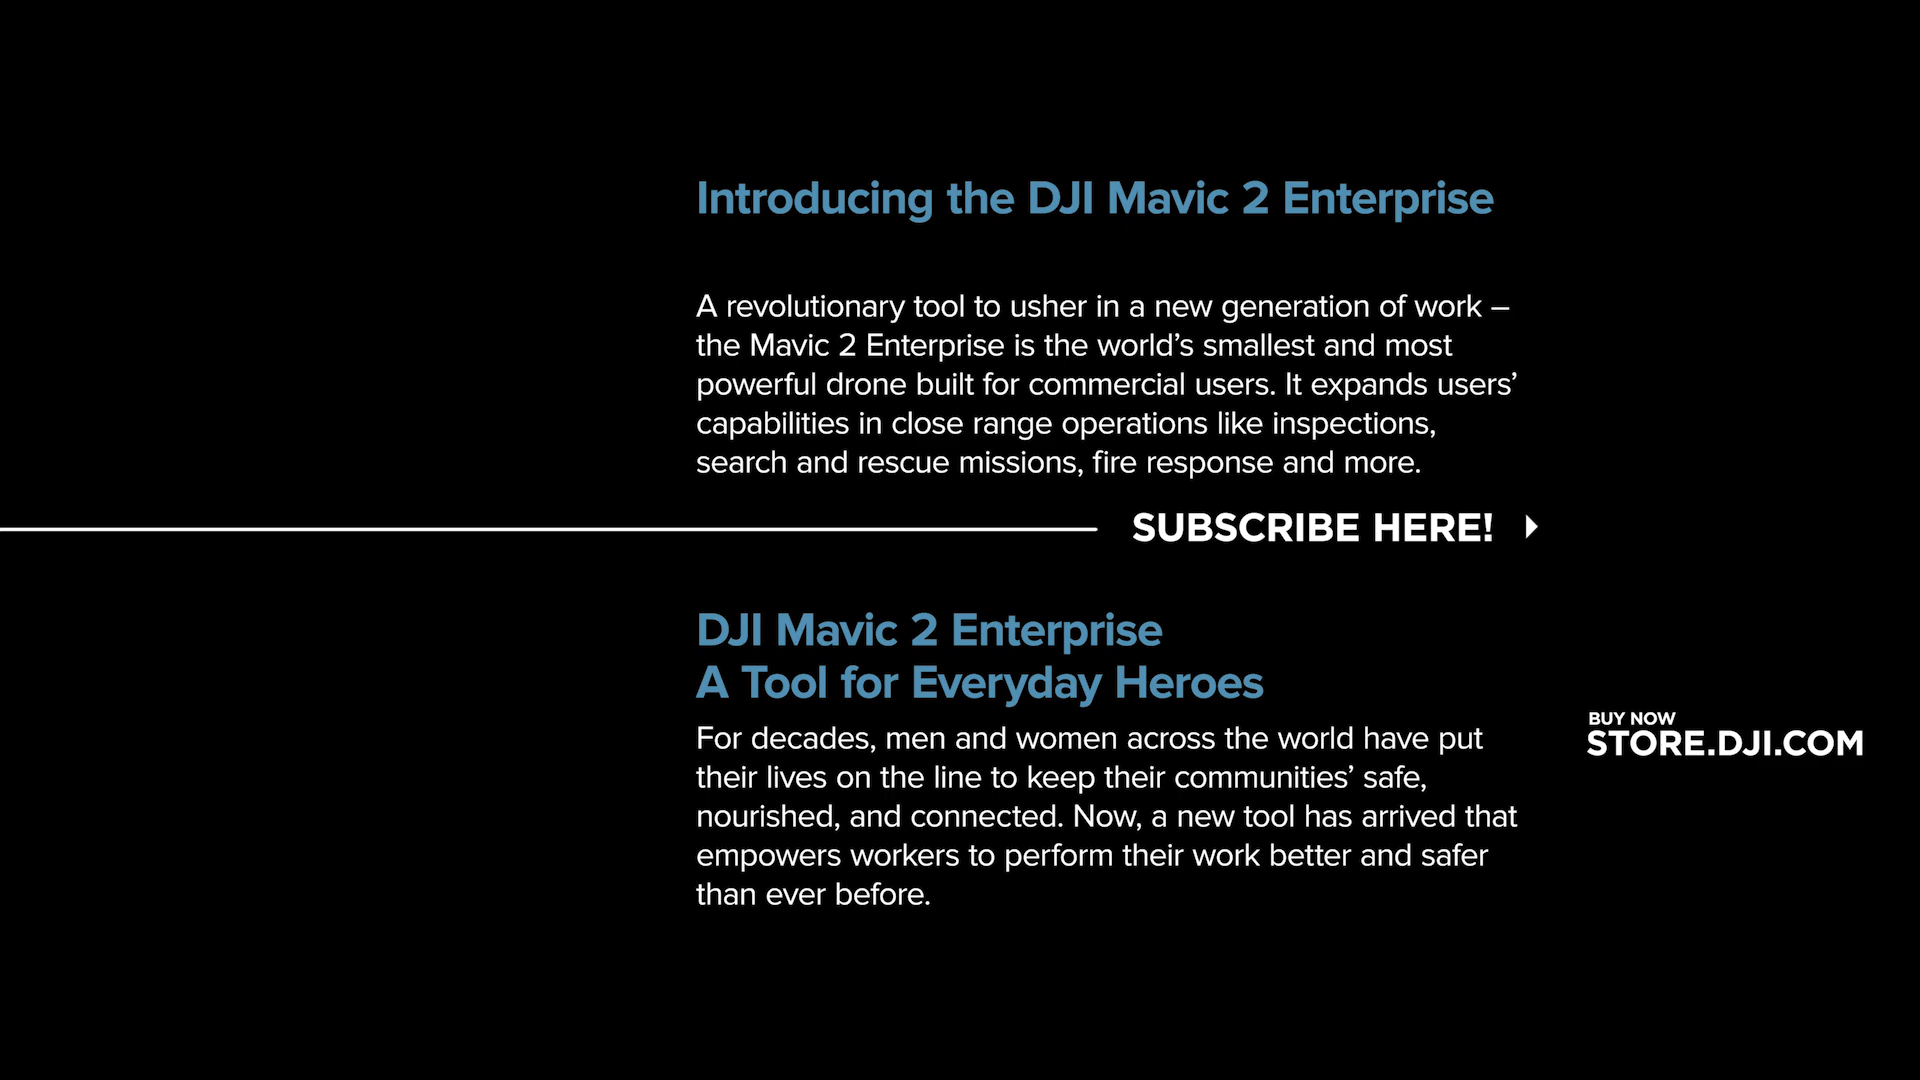 Introducing the DJI Mavic 2 Enterprise
A revolutionary tool to usher in a new generation of work –
the Mavic 2 Enterprise is the world’s smallest and most
powerful drone built for commercial users. It expands users’
capabilities in close range operations like inspections,
search and rescue missions, fire response and more.
SUBSCRIBE HERE!
DJI Mavic 2 Enterprise
A Tool for Everyday Heroes
For decades, men and women across the world have put
their lives on the line to keep their communities’ safe,
nourished, and connected. Now, a new tool has arrived that
empowers workers to perform their work better and safer
than ever before.
BUY NOW
STORE.DJI.COM